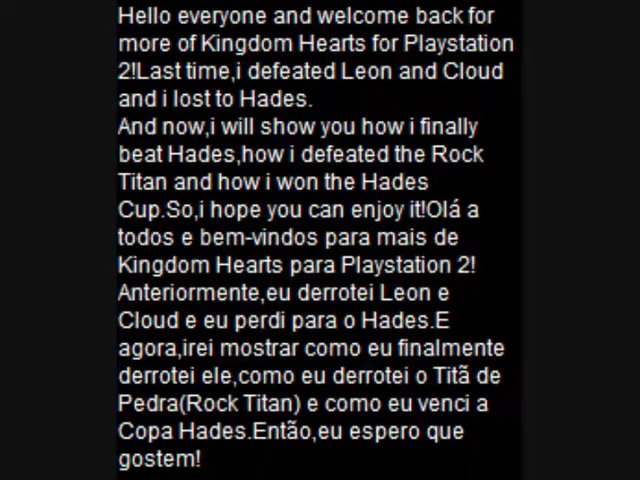 Hello everyone and welcome back for
more of Kingdom Hearts for Playstation
2!Last time,i defeated Leon and Cloud
and i lost to Hades.
And now,i will show you how i finally
beat Hades,how i defeated the Rock
Titan and how i won the Hades
Cup.So,i hope you can enjoy it!Olá a
todos e bem-vindos para mais de
Kingdom Hearts para Playstation 2!
Anteriormente,eu derrotei Leon e
Cloud e eu perdi para o Hades.E
agora,irei mostrar como eu finalmente
derrotei ele,como eu derrotei o Titã de
Pedra(Rock Titan) e como eu venci a
Copa Hades.Então,eu espero que
gostem!